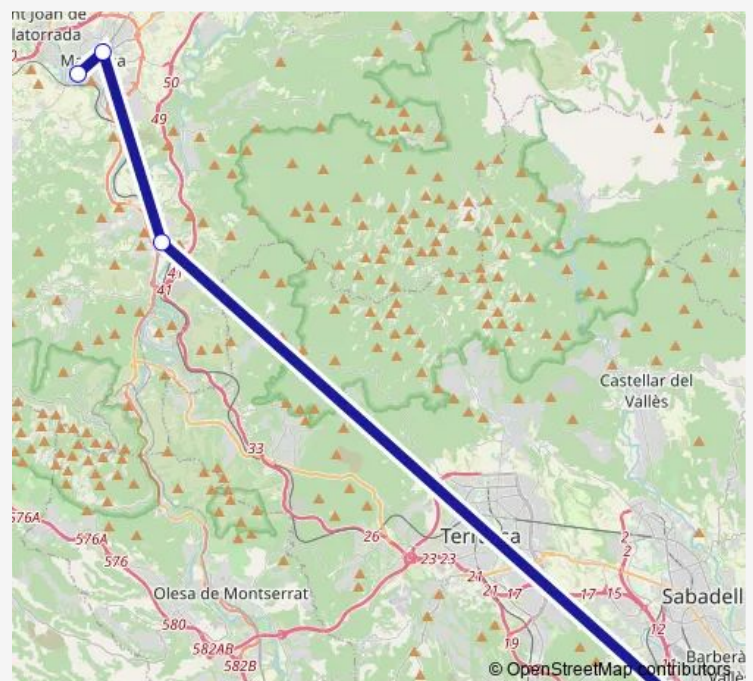 nt Joan de
latorrada
50
49
41
41
Castellar del
Vallès
33
576A
576A
576
26
23 23
21
21
17
17
15
2
2
12
19
Olesa de Montserrat
580
582AB
582B
Sabadell
Barberà
© OpenStreetMap contributors